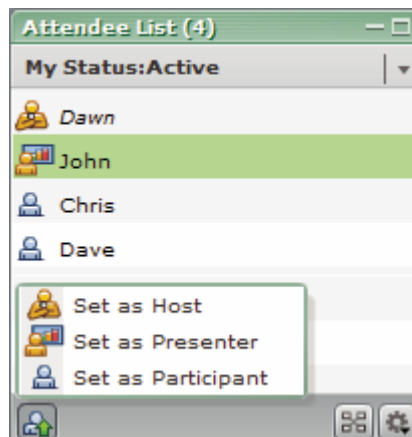 Attendee List (4)
My Status:Active
Dawn
John
Chris
Dave
Set as Host
Set as Presenter
Set as Participant